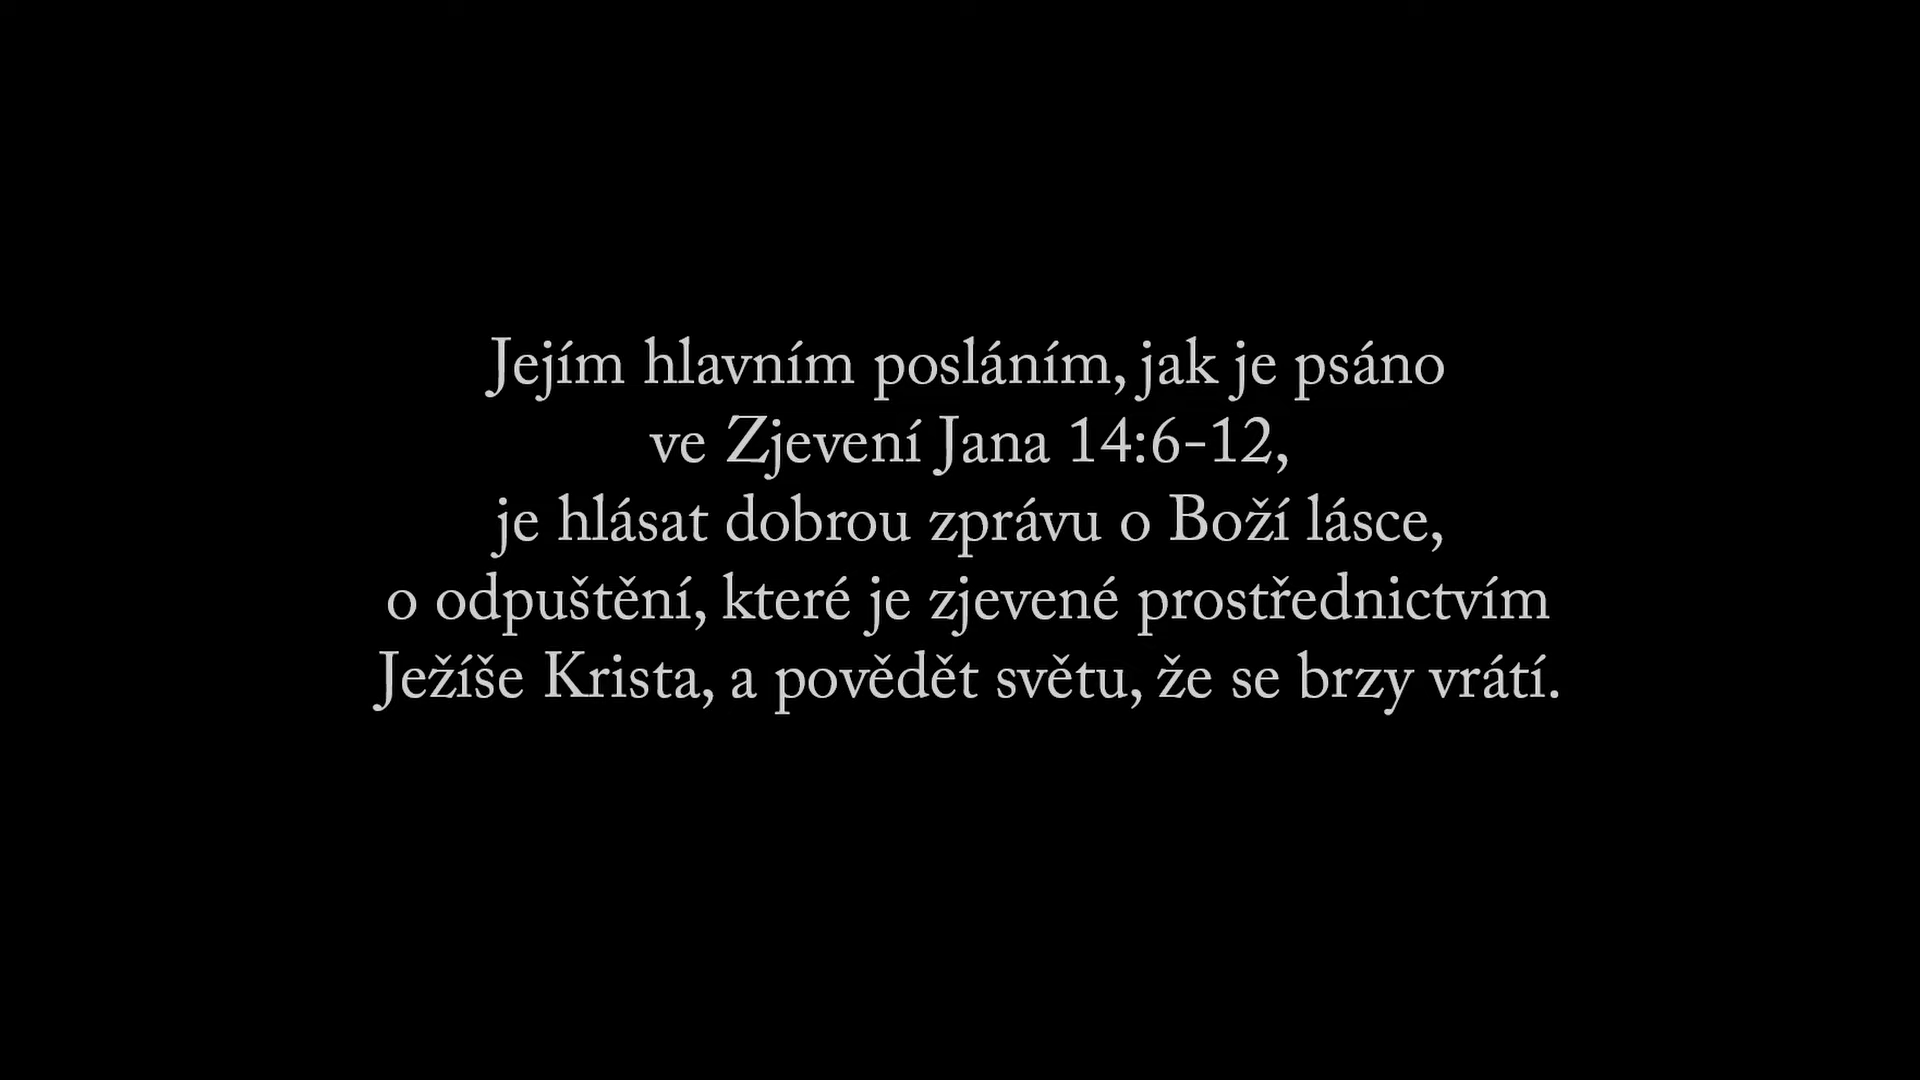 Jejím hlavním posláním, jak je psáno
ve Zjevení Jana 14:6-12,
je hlásat dobrou zprávu o Boží lásce,
o odpuštění, které je zjevené prostřednictvím
Ježíše Krista, a povědět světu, že se brzy vrátí.